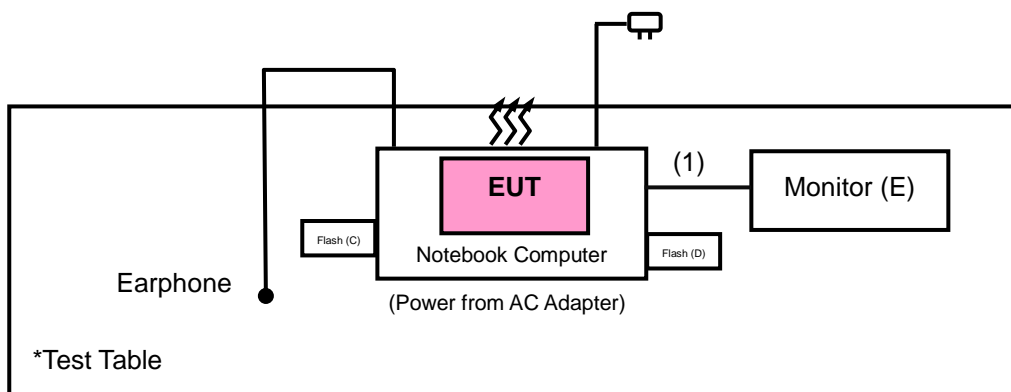 (1)
EUT
Monitor (E)
Flash (C)
Notebook Computer
Flash (D)
Earphone
(Power from AC Adapter)
*Test Table